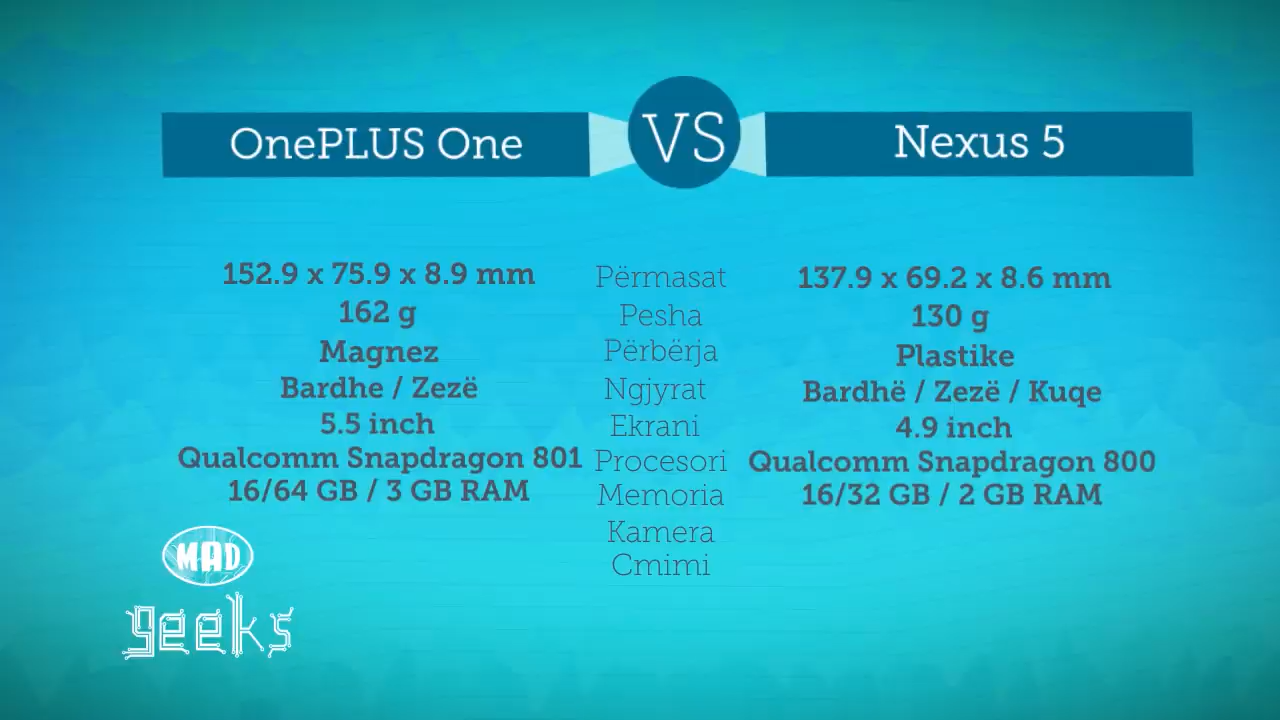 OnePLUS One VS Nexus 5
152.9 x 75.9 x 8.9 mm Përmasat 137.9 x 69.2 x 8.6 mm
162 g Pesha 130 g
Magnez Përbërja Plastike
Bardhe / Zezë Ngjyrat Bardhë / Zezë / Kuqe
5.5 inch Ekrani 4.9 inch
Qualcomm Snapdragon 801 Procesori Qualcomm Snapdragon 800
16/64 GB / 3 GB RAM Memoria 16/32 GB / 2 GB RAM
Kamera
Cmimi
MAD
geeks